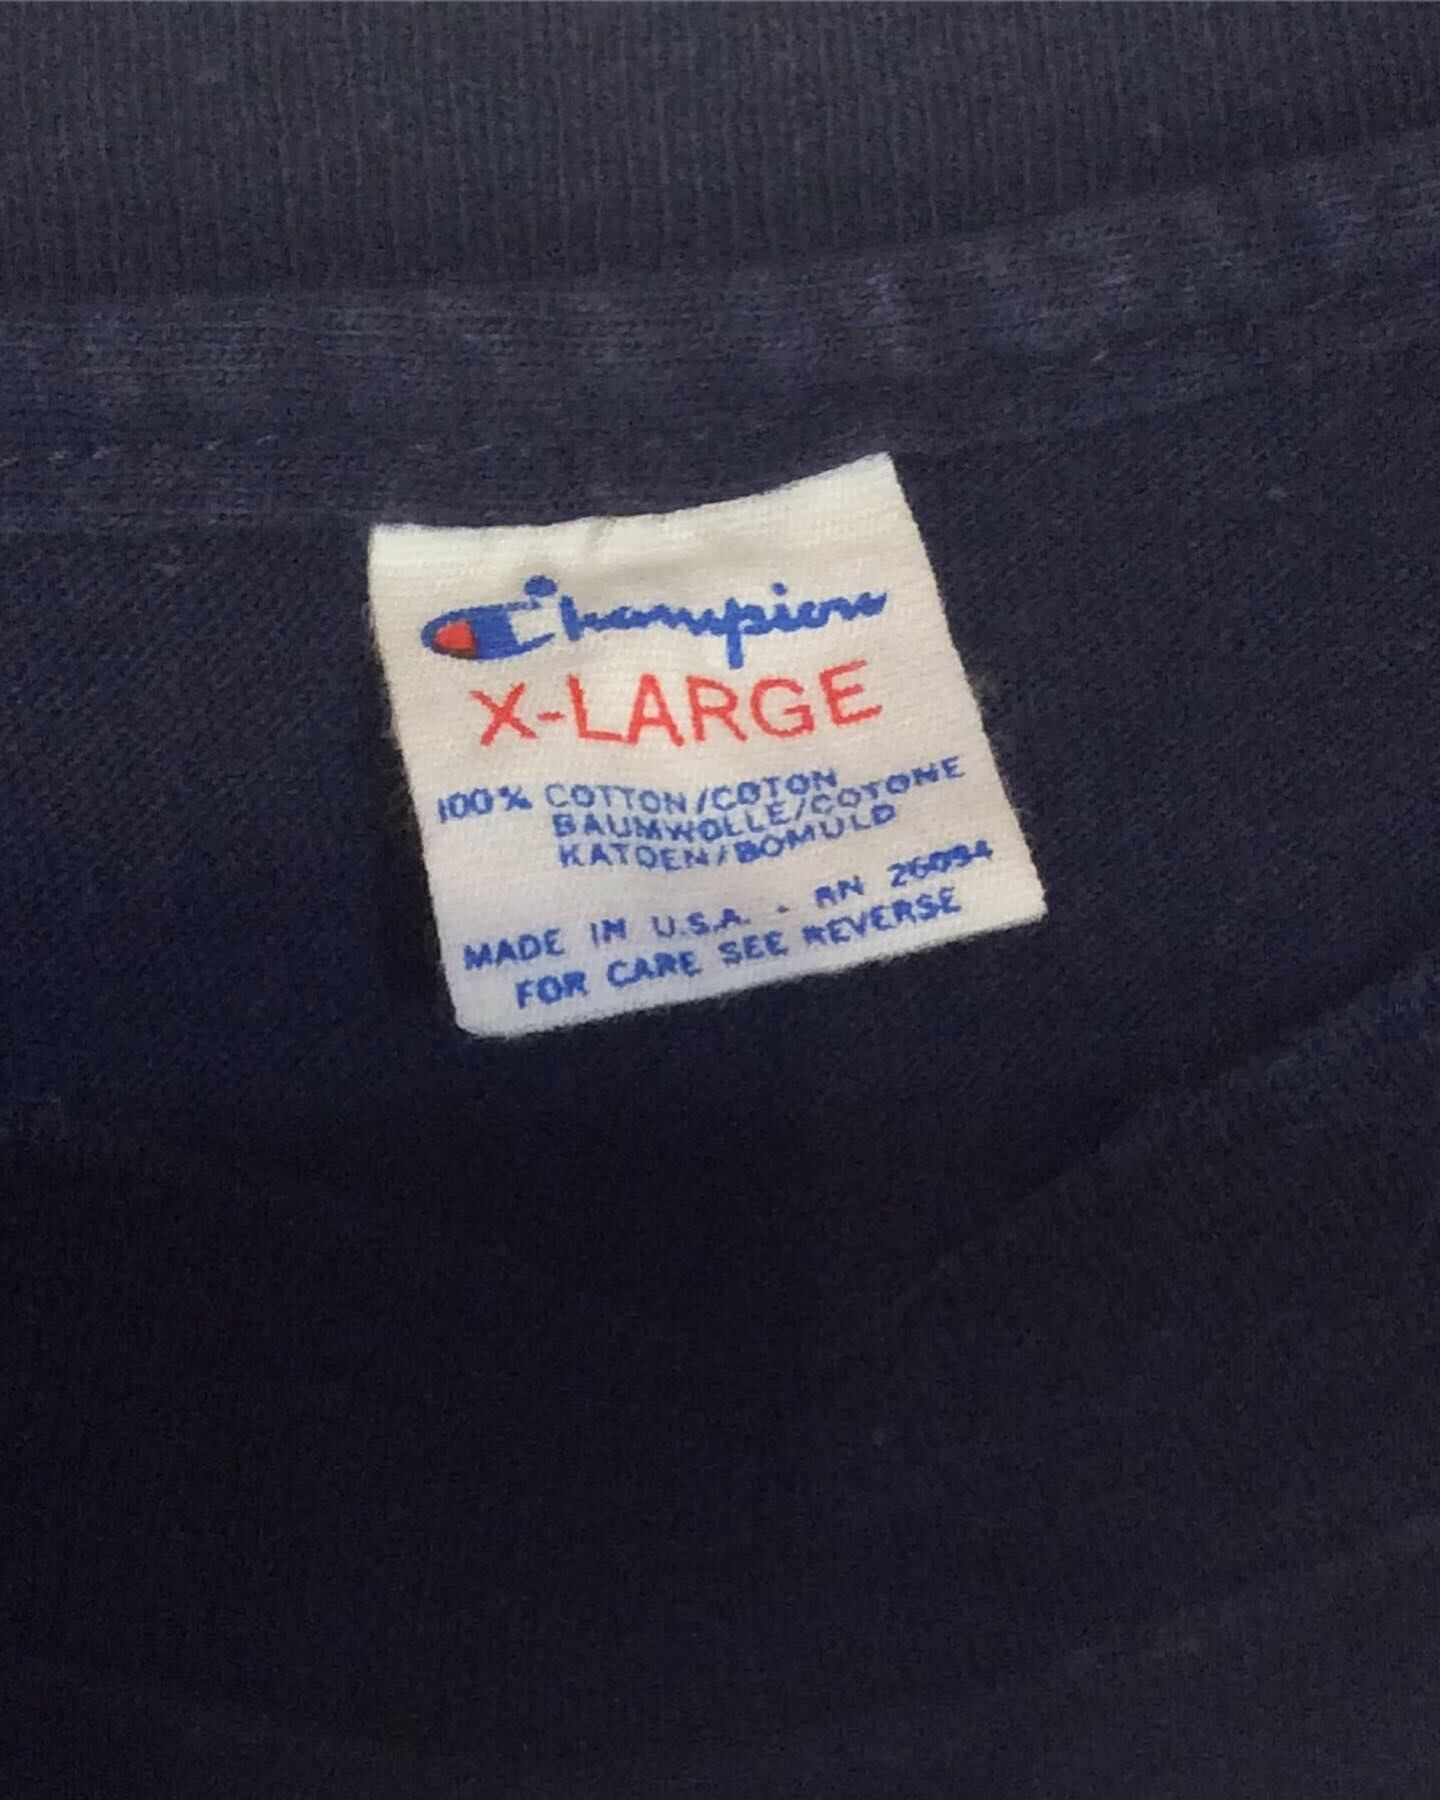 Champion
X-LARGE
100% COTTON/COTON
BAUMWOLLE/COTONE
KATOEN/BOMULD
MADE IN U.S.A. - RN 26094
FOR CARE SEE REVERSE